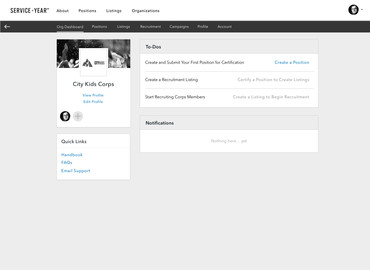 SERVICE YEAR
About Positions Listings Organizations
Org Dashboard Positions Listings Recruitment Campaigns Profile Account
City Kids Corps
View Profile
Edit Profile
Quick Links
Handbook
FAQs
Email Support
To-Dos
Create and Submit Your First Position for Certification Create a Position
Create a Recruitment Listing Certify a Position to Create Listings
Start Recruiting Corps Members Create a Listing to Begin Recruitment
Notifications
Nothing here ... yet